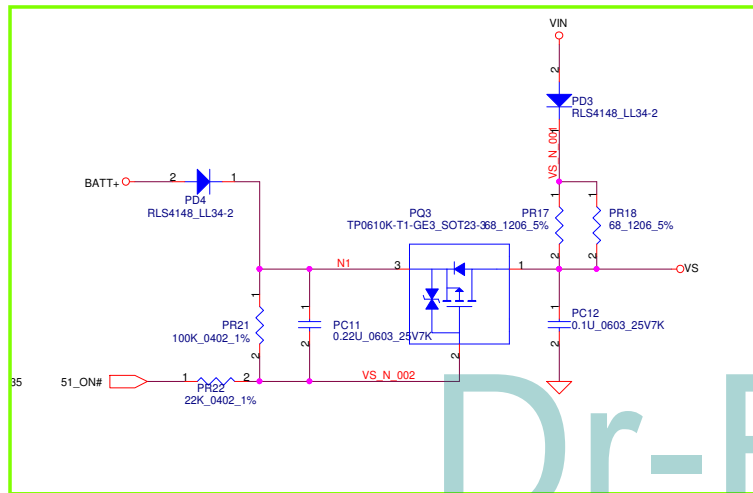 VIN
2
PD3
RLS4148_LL34-2
1
VS_N_001
BATT+
2
1
PD4
RLS4148_LL34-2
PQ3
TP0610K-T1-GE3_SOT23-3
1
PR17
68_1206_5%
2
1
PR18
68_1206_5%
2
N1
3
1
VS
1
PR21
100K_0402_1%
2
1
PC11
0.22U_0603_25V7K
2
2
1
PC12
0.1U_0603_25V7K
2
35
51_ON#
1
PR22
2
22K_0402_1%
VS_N_002